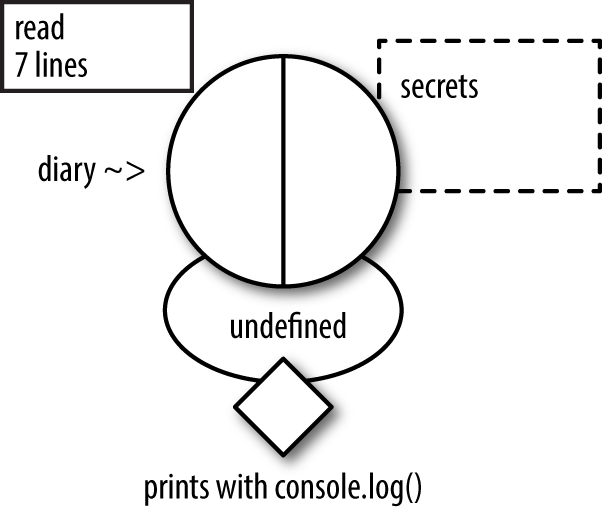 read
7 lines
secrets
diary ~>
undefined
prints with console.log()